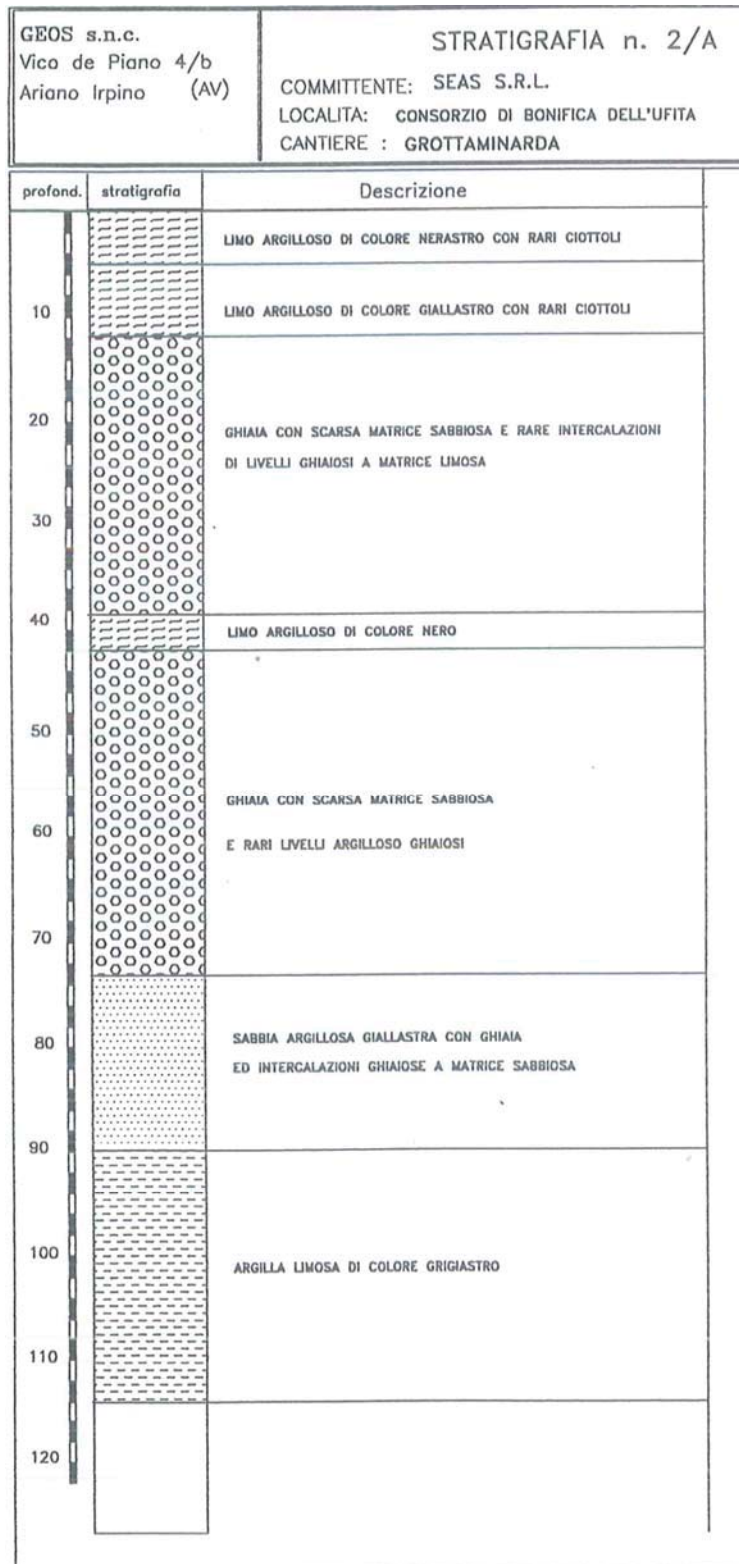 GEOS s.n.c.
Vico de Piano 4/b
Ariano Irpino (AV)
STRATIGRAFIA n. 2/A
COMMITTENTE: SEAS S.R.L.
LOCALITA: CONSORZIO DI BONIFICA DELL'UFITA
CANTIERE : GROTTAMINARDA
profond. stratigrafia Descrizione
LIMO ARGILLOSO DI COLORE NERASTRO CON RARI CIOTTOLI
10
LIMO ARGILLOSO DI COLORE GIALLASTRO CON RARI CIOTTOLI
20
GHIAIA CON SCARSA MATRICE SABBIOSA E RARE INTERCALAZIONI
DI LIVELLI GHIAIOSI A MATRICE LIMOSA
30
40
LIMO ARGILLOSO DI COLORE NERO
50
GHIAIA CON SCARSA MATRICE SABBIOSA
60
E RARI LIVELLI ARGILLOSO GHIAIOSI
70
80
SABBIA ARGILLOSA GIALLASTRA CON GHIAIA
ED INTERCALAZIONI GHIAIOSE A MATRICE SABBIOSA
90
100
ARGILLA LIMOSA DI COLORE GRIGIASTRO
110
120